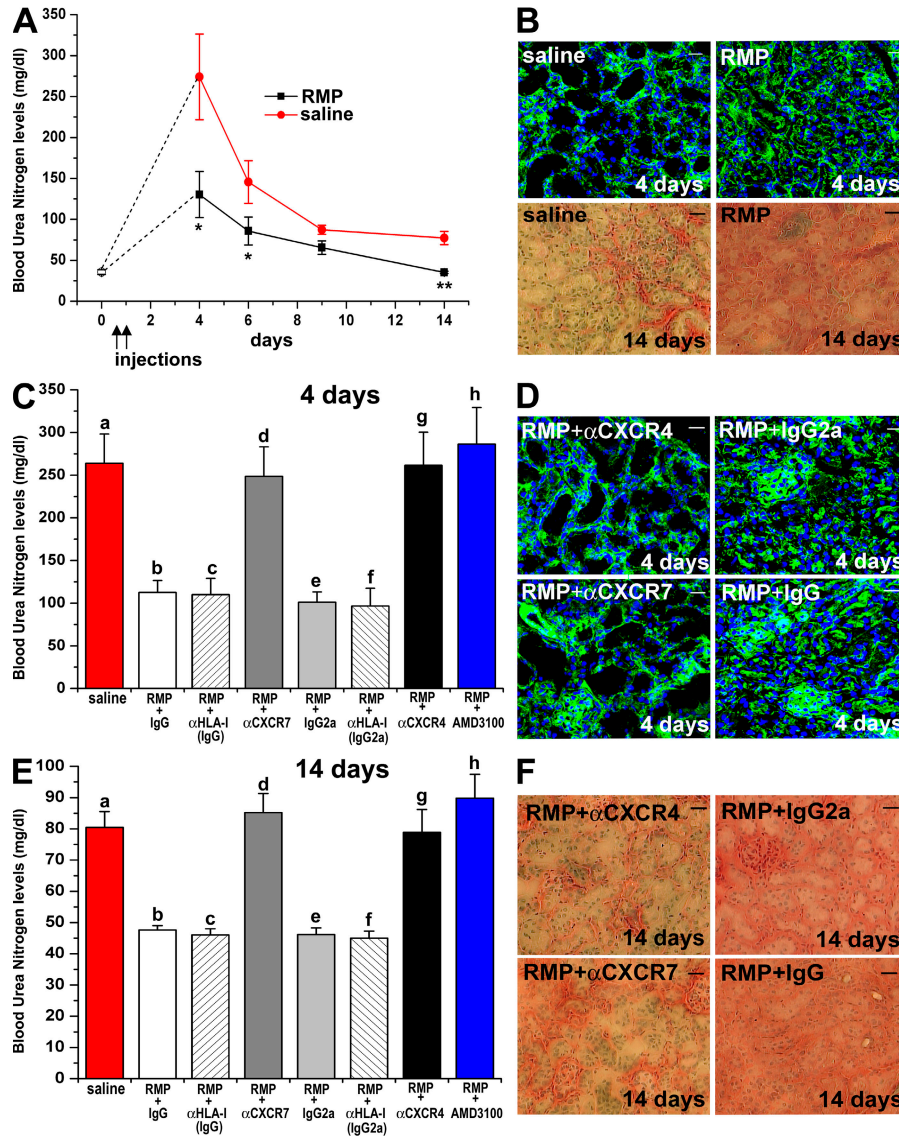 A
Blood Urea Nitrogen levels (mg/dl)
350
300
250
200
150
100
50
0
RMP
saline
*
*
**
0 2 4 6 8 10 12 14
days
injections
B
saline
4 days
RMP
4 days
saline
14 days
RMP
14 days
C
4 days
Blood Urea Nitrogen levels (mg/dl)
350
300
250
200
150
100
50
0
a
b
c
d
e
f
g
h
saline
RMP
+
IgG
RMP
+
αHLA-I
(IgG)
RMP
+
αCXCR7
RMP
+
IgG2a
RMP
+
αHLA-I
(IgG2a)
RMP
+
αCXCR4
RMP
+
AMD3100
D
RMP+αCXCR4
4 days
RMP+IgG2a
4 days
RMP+αCXCR7
4 days
RMP+IgG
4 days
E
14 days
Blood Urea Nitrogen levels (mg/dl)
100
90
80
70
60
50
40
30
20
10
0
a
b
c
d
e
f
g
h
saline
RMP
+
IgG
RMP
+
αHLA-I
(IgG)
RMP
+
αCXCR7
RMP
+
IgG2a
RMP
+
αHLA-I
(IgG2a)
RMP
+
αCXCR4
RMP
+
AMD3100
F
RMP+αCXCR4
14 days
RMP+IgG2a
14 days
RMP+αCXCR7
14 days
RMP+IgG
14 days